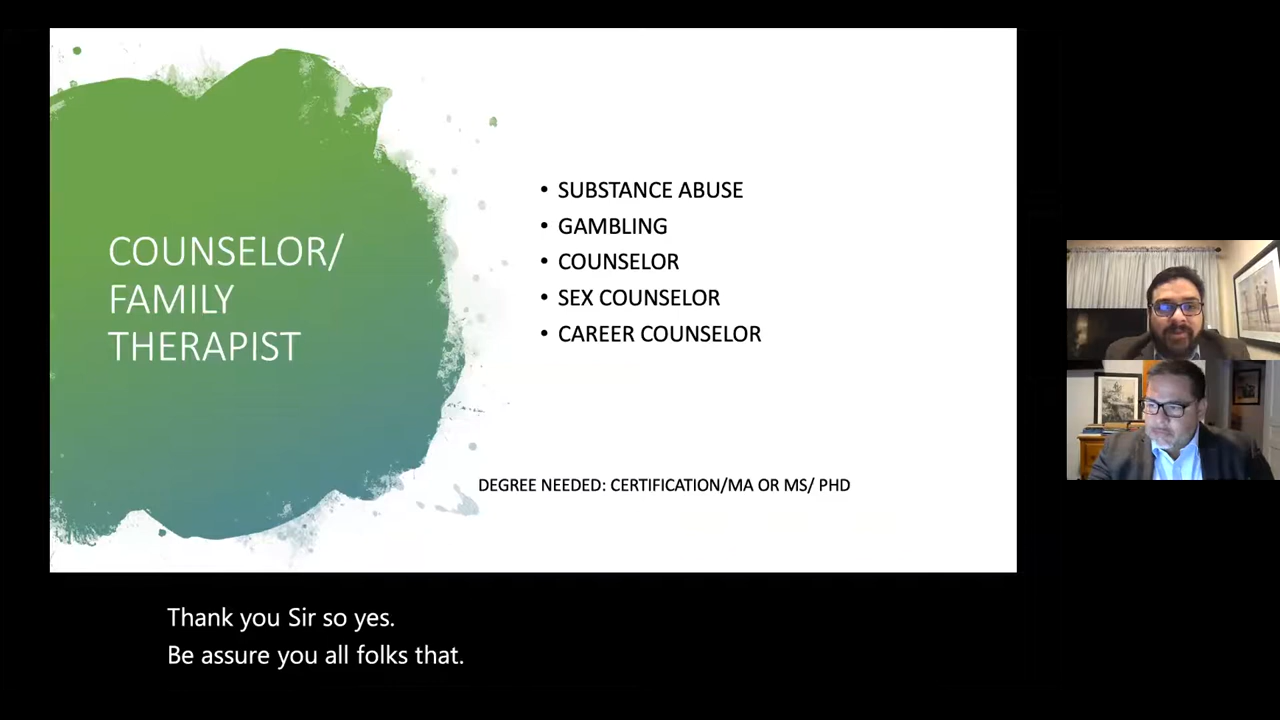 COUNSELOR/
FAMILY
THERAPIST
• SUBSTANCE ABUSE
• GAMBLING
• COUNSELOR
• SEX COUNSELOR
• CAREER COUNSELOR
DEGREE NEEDED: CERTIFICATION/MA OR MS/ PHD
Thank you Sir so yes.
Be assure you all folks that.